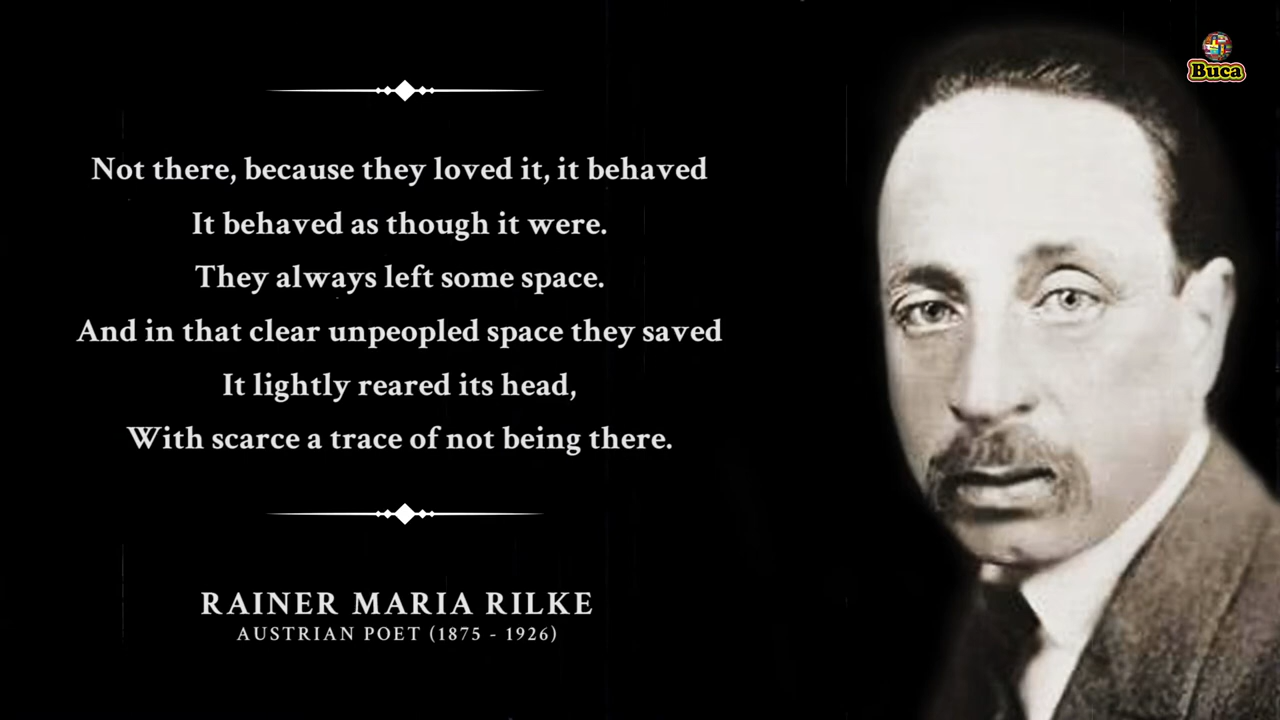 Buca
Not there, because they loved it, it behaved
It behaved as though it were.
They always left some space.
And in that clear unpeopled space they saved
It lightly reared its head,
With scarce a trace of not being there.
RAINER MARIA RILKE
AUSTRIAN POET (1875 - 1926)